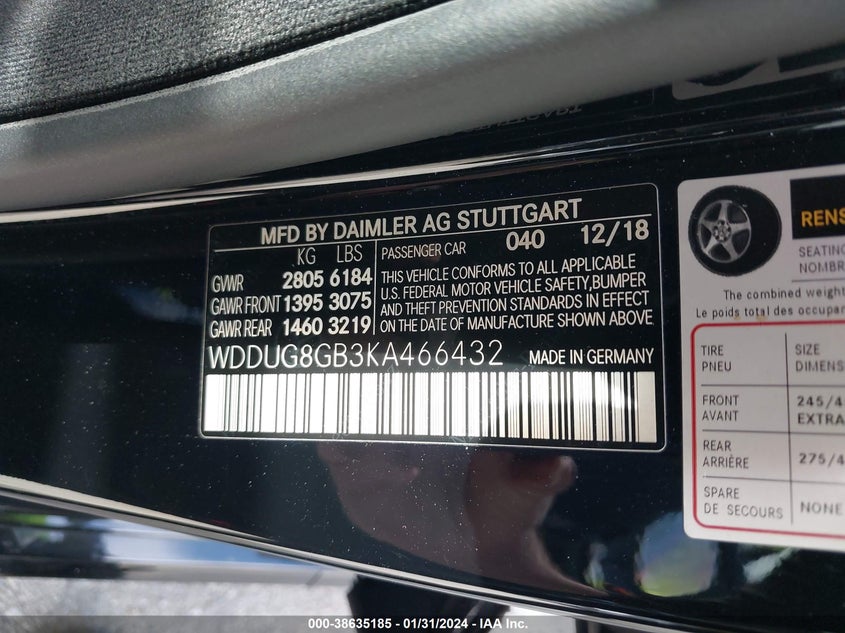 MFD BY DAIMLER AG STUTTGART
KG LBS
GVWR 2805 6184
GAWR FRONT 1395 3075
GAWR REAR 1460 3219
PASSENGER CAR 040 12/18
THIS VEHICLE CONFORMS TO ALL APPLICABLE
U.S. FEDERAL MOTOR VEHICLE SAFETY,BUMPER
AND THEFT PREVENTION STANDARDS IN EFFECT
ON THE DATE OF MANUFACTURE SHOWN ABOVE
WDDUG8GB3KA466432 MADE IN GERMANY
RENS
SEATING
NOMBR
The combined weight
Le poids total des occupan
TIRE SIZE
PNEU DIMENS
FRONT 245/4
AVANT EXTRA
REAR
ARRIÈRE 275/4
SPARE
DE SECOURS NONE
000-38635185 - 01/31/2024 - IAA Inc.